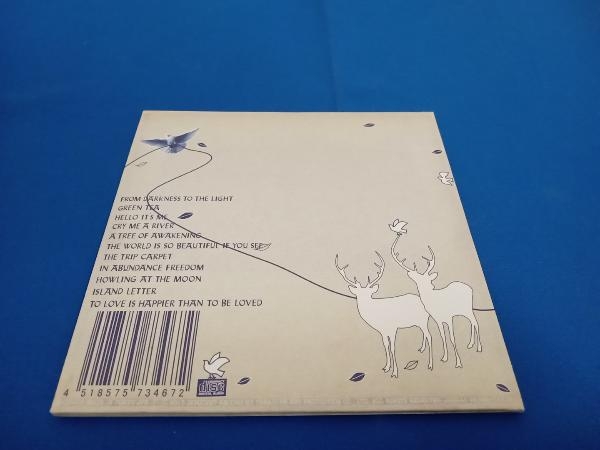 FROM DARKNESS TO THE LIGHT
GREEN TEA
HELLO IT'S ME
CRY ME A RIVER
A TREE OF AWAKENING
THE WORLD IS SO BEAUTIFUL IF YOU SEE
THE TRIP CARPET
IN ABUNDANCE FREEDOM
HOWLING AT THE MOON
ISLAND LETTER
TO LOVE IS HAPPIER THAN TO BE LOVED
4 518575 734672
disc